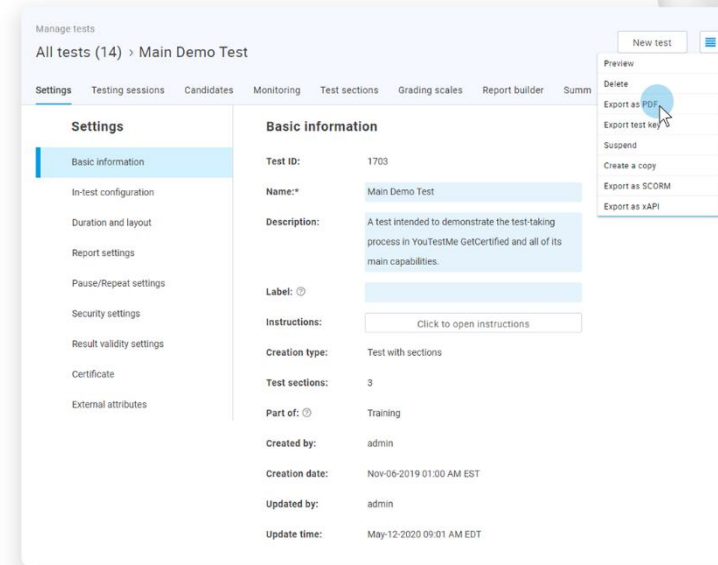 Manage tests
All tests (14) > Main Demo Test
New test
Preview
Delete
Export as PDF
Export test key
Suspend
Create a copy
Export as SCORM
Export as xAPI
Settings Testing sessions Candidates Monitoring Test sections Grading scales Report builder Summ
Settings
Basic information
In-test configuration
Duration and layout
Report settings
Pause/Repeat settings
Security settings
Result validity settings
Certificate
External attributes
Basic information
Test ID: 1703
Name:* Main Demo Test
Description: A test intended to demonstrate the test-taking
process in YouTestMe GetCertified and all of its
main capabilities.
Label: ?
Instructions: Click to open instructions
Creation type: Test with sections
Test sections: 3
Part of: ? Training
Created by: admin
Creation date: Nov-06-2019 01:00 AM EST
Updated by: admin
Update time: May-12-2020 09:01 AM EDT